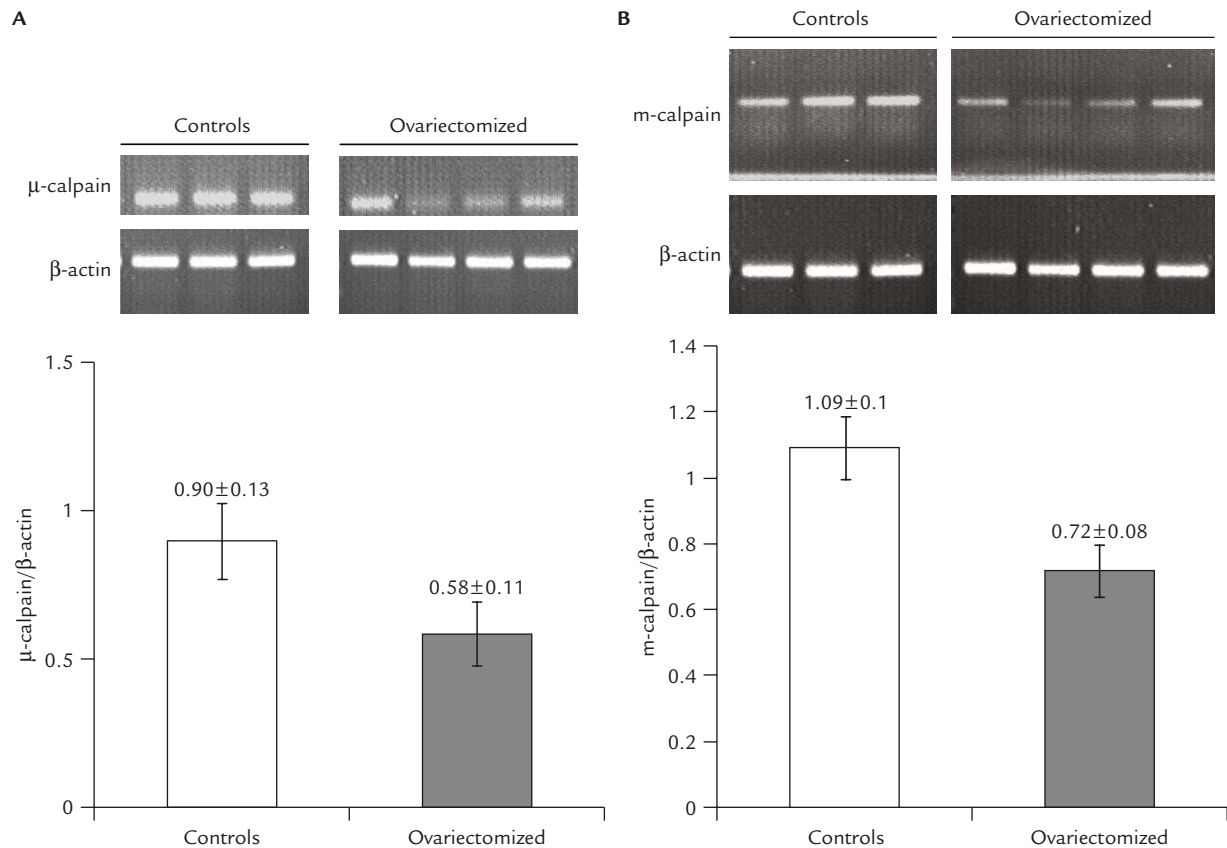 A
Controls
Ovariectomized
μ-calpain
β-actin
1.5
1
0.5
0
μ-calpain/β-actin
0.90±0.13
0.58±0.11
Controls
Ovariectomized
B
Controls
Ovariectomized
m-calpain
β-actin
1.4
1.2
1
0.8
0.6
0.4
0.2
0
m-calpain/β-actin
1.09±0.1
0.72±0.08
Controls
Ovariectomized